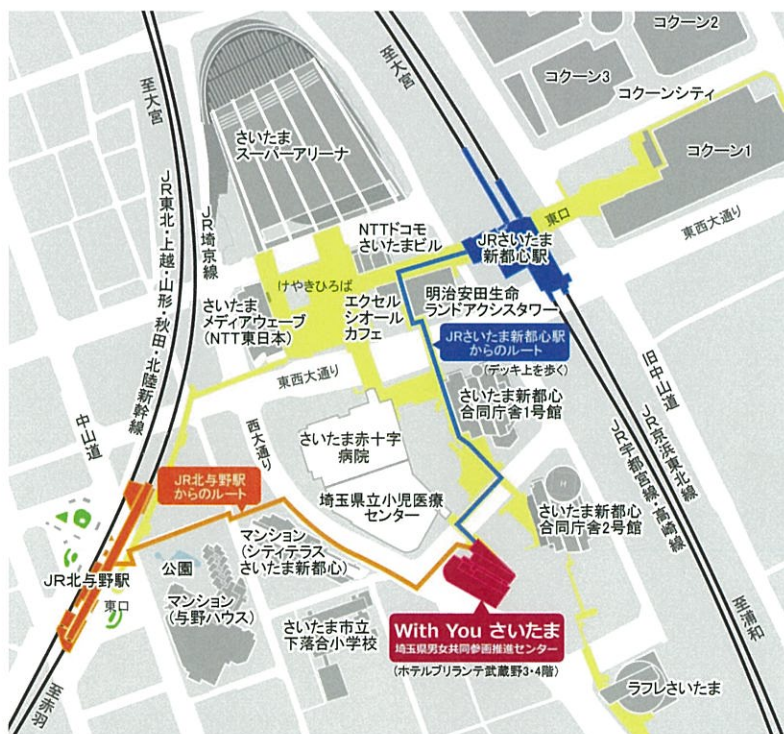 コクーン2
コクーン3
コクーンシティ
コクーン1
至大宮
至大宮
さいたま
スーパーアリーナ
JR東北・上越・山形・秋田・北陸新幹線
JR埼京線
NTTドコモ
さいたまビル
JRさいたま
新都心駅
東口
東西大通り
けやきひろば
さいたま
メディアウェーブ
(NTT東日本)
エクセル
シオール
カフェ
明治安田生命
ランドアクシスタワー
JRさいたま新都心駅
からのルート
(デッキ上を歩く)
東西大通り
さいたま新都心
合同庁舎1号館
旧中山道
JR京浜東北線
JR宇都宮線・高崎線
中山道
西大通り
さいたま赤十字
病院
JR北与野駅
からのルート
埼玉県立小児医療
センター
H
さいたま新都心
合同庁舎2号館
マンション
(シティテラス
さいたま新都心)
公園
JR北与野駅
東口
マンション
(与野ハウス)
さいたま市立
下落合小学校
With You さいたま
埼玉県男女共同参画推進センター
(ホテルブリランテ武蔵野3・4階)
至浦和
至赤羽
ラフレさいたま